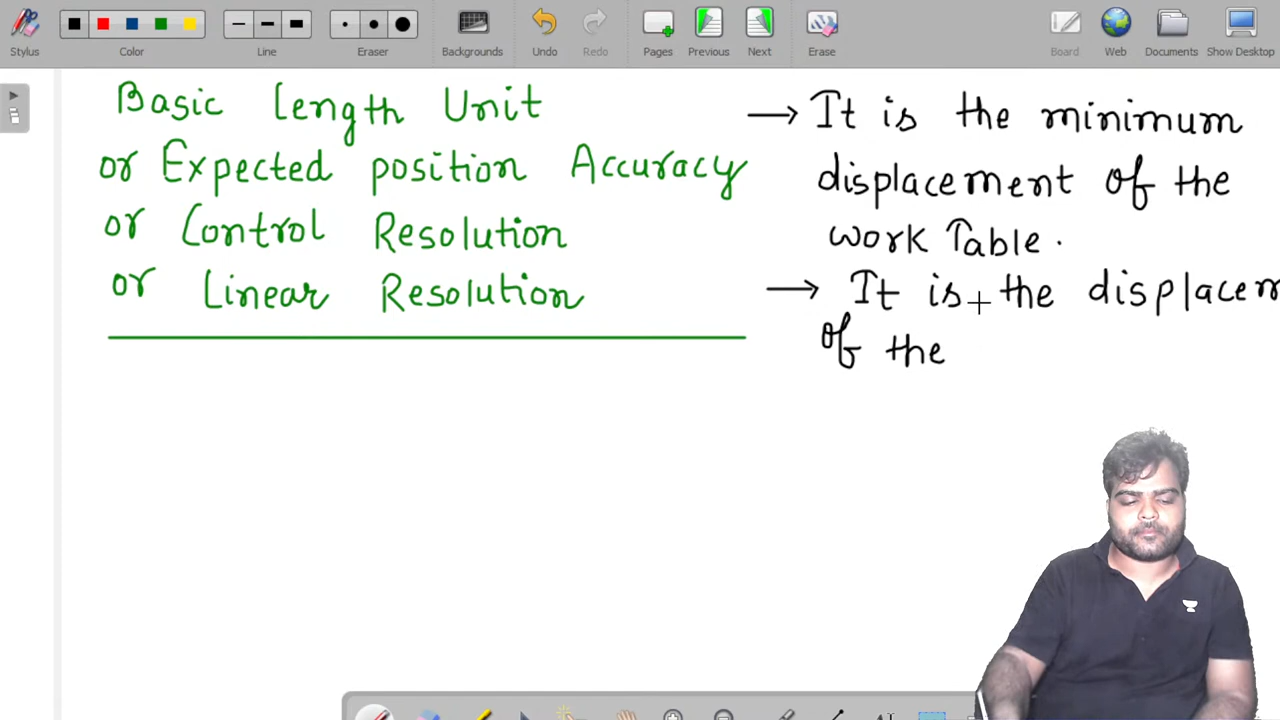 Stylus
Color
Line
Eraser
Backgrounds
Undo
Redo
Pages
Previous
Next
Erase
Board
Web
Documents
Show Desktop
Basic Length Unit
or Expected position Accuracy
or Control Resolution
or Linear Resolution
→ It is the minimum
displacement of the
work Table.
→ It is the displacem
of the